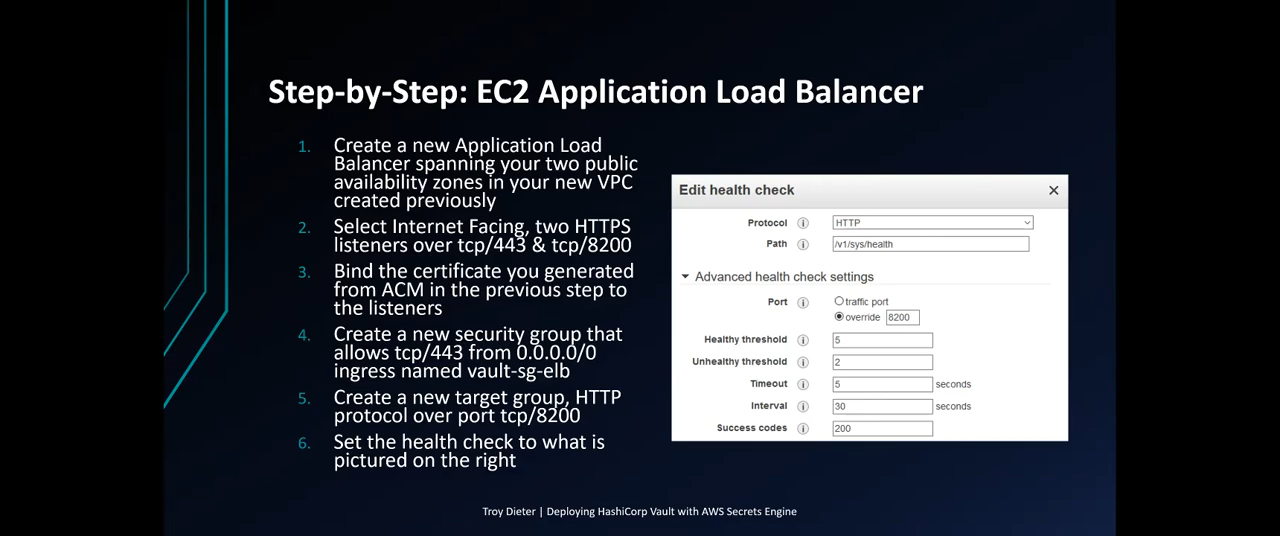 Step-by-Step: EC2 Application Load Balancer
1. Create a new Application Load
Balancer spanning your two public
availability zones in your new VPC
created previously
2. Select Internet Facing, two HTTPS
listeners over tcp/443 & tcp/8200
3. Bind the certificate you generated
from ACM in the previous step to
the listeners
4. Create a new security group that
allows tcp/443 from 0.0.0.0/0
ingress named vault-sg-elb
5. Create a new target group, HTTP
protocol over port tcp/8200
6. Set the health check to what is
pictured on the right
Edit health check
Protocol i HTTP
Path i /v1/sys/health
Advanced health check settings
Port i traffic port
override 8200
Healthy threshold i 5
Unhealthy threshold i 2
Timeout i 5 seconds
Interval i 30 seconds
Success codes i 200
Troy Dieter | Deploying HashiCorp Vault with AWS Secrets Engine